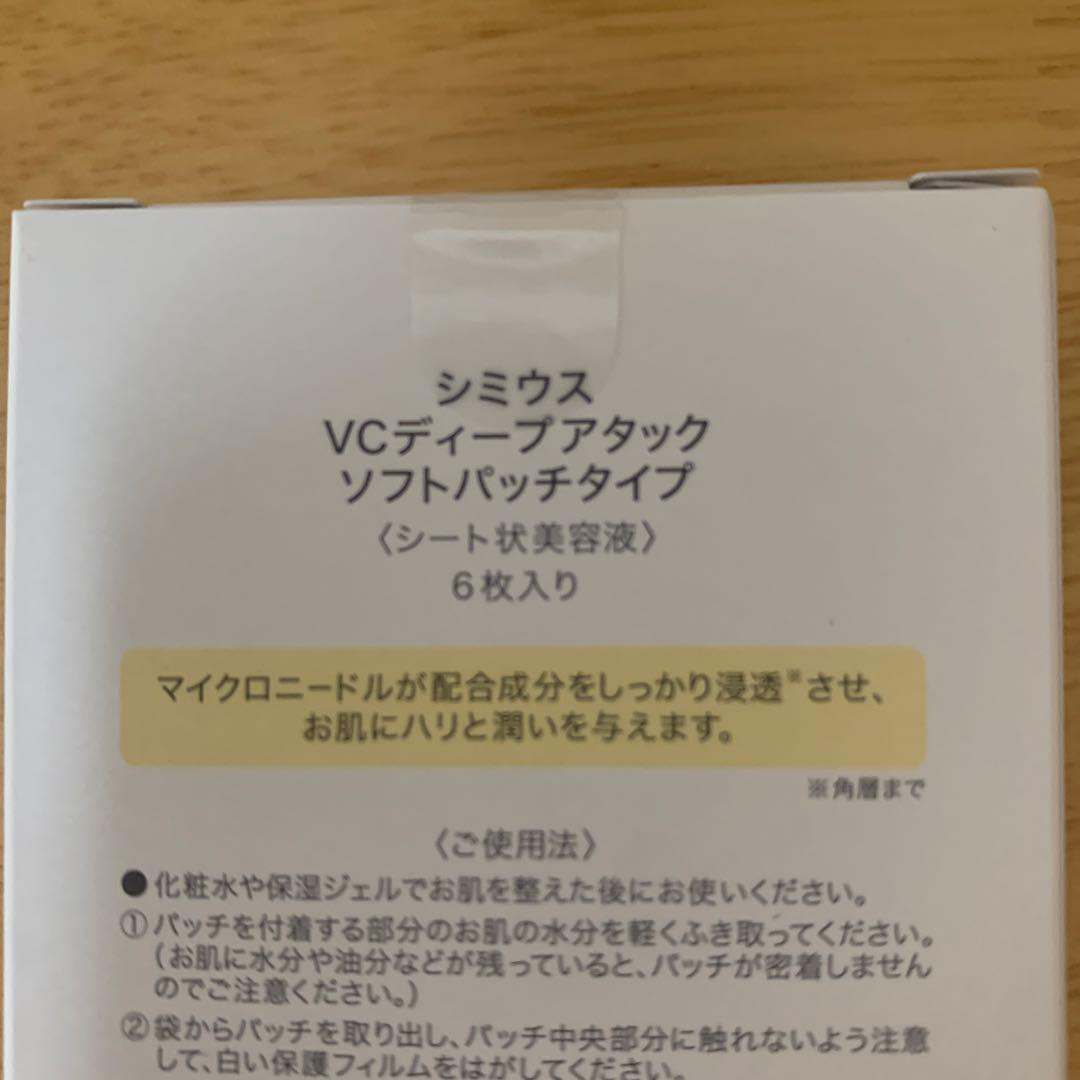 シミウス
VCディープアタック
ソフトパッチタイプ
〈シート状美容液〉
6枚入り
マイクロニードルが配合成分をしっかり浸透※させ、
お肌にハリと潤いを与えます。
※角層まで
〈ご使用法〉
●化粧水や保湿ジェルでお肌を整えた後にお使いください。
①パッチを付着する部分のお肌の水分を軽くふき取ってください。
(お肌に水分や油分などが残っていると、パッチが密着しません
のでご注意ください。)
②袋からパッチを取り出し、パッチ中央部分に触れないよう注意
して、白い保護フィルムをはがしてください。